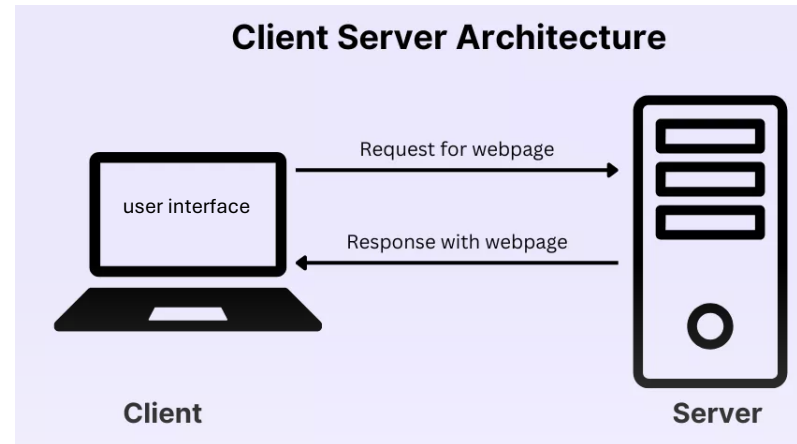 Client Server Architecture
Request for webpage
user interface
Response with webpage
Client
Server